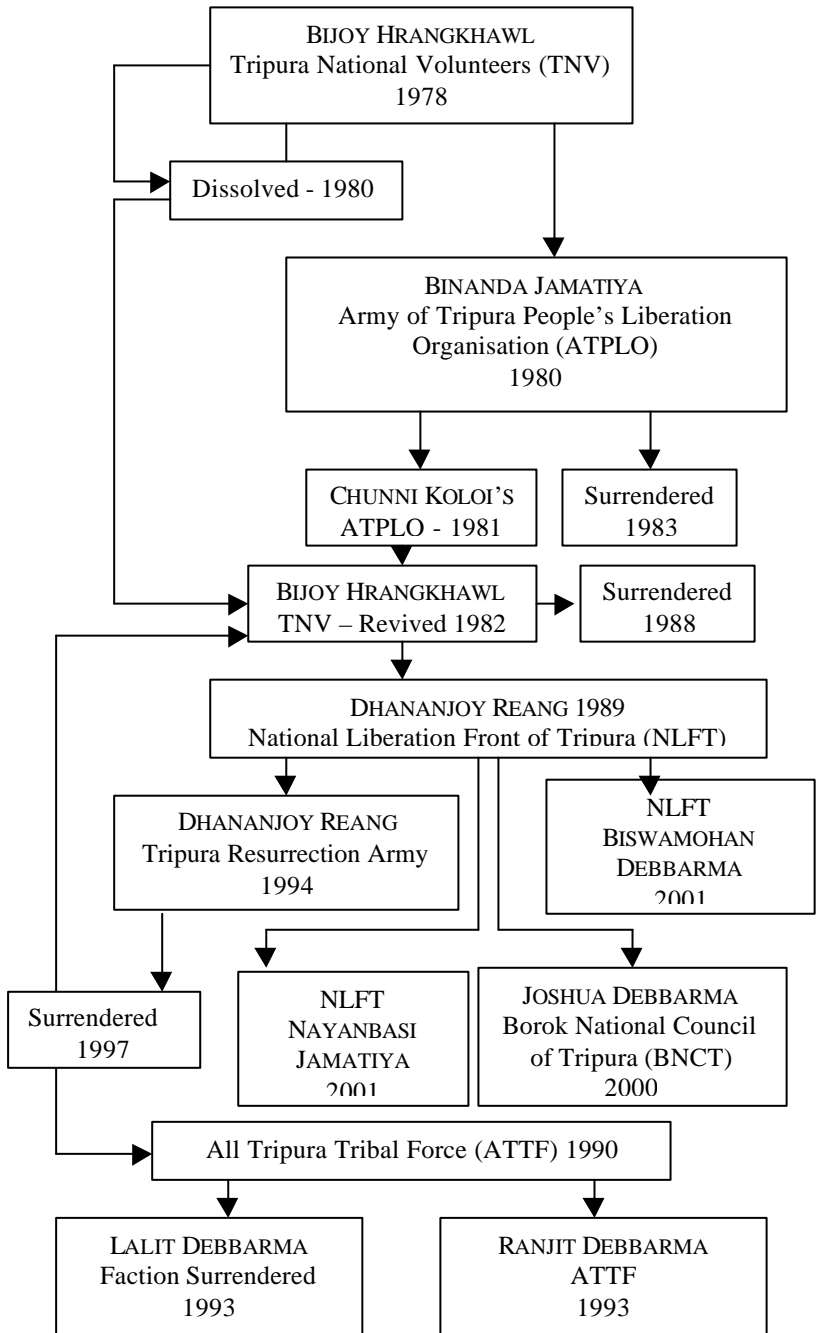 BIJOY HRANGKHAWL
Tripura National Volunteers (TNV)
1978
Dissolved - 1980
BINANDA JAMATIYA
Army of Tripura People’s Liberation
Organisation (ATPLO)
1980
CHUNNI KOLOI’S
ATPLO - 1981
Surrendered
1983
BIJOY HRANGKHAWL
TNV – Revived 1982
Surrendered
1988
DHANANJOY REANG 1989
National Liberation Front of Tripura (NLFT)
DHANANJOY REANG
Tripura Resurrection Army
1994
NLFT
BISWAMOHAN
DEBBARMA
2001
Surrendered
1997
NLFT
NAYANBASI
JAMATIYA
2001
JOSHUA DEBBARMA
Borok National Council
of Tripura (BNCT)
2000
All Tripura Tribal Force (ATTF) 1990
LALIT DEBBARMA
Faction Surrendered
1993
RANJIT DEBBARMA
ATTF
1993